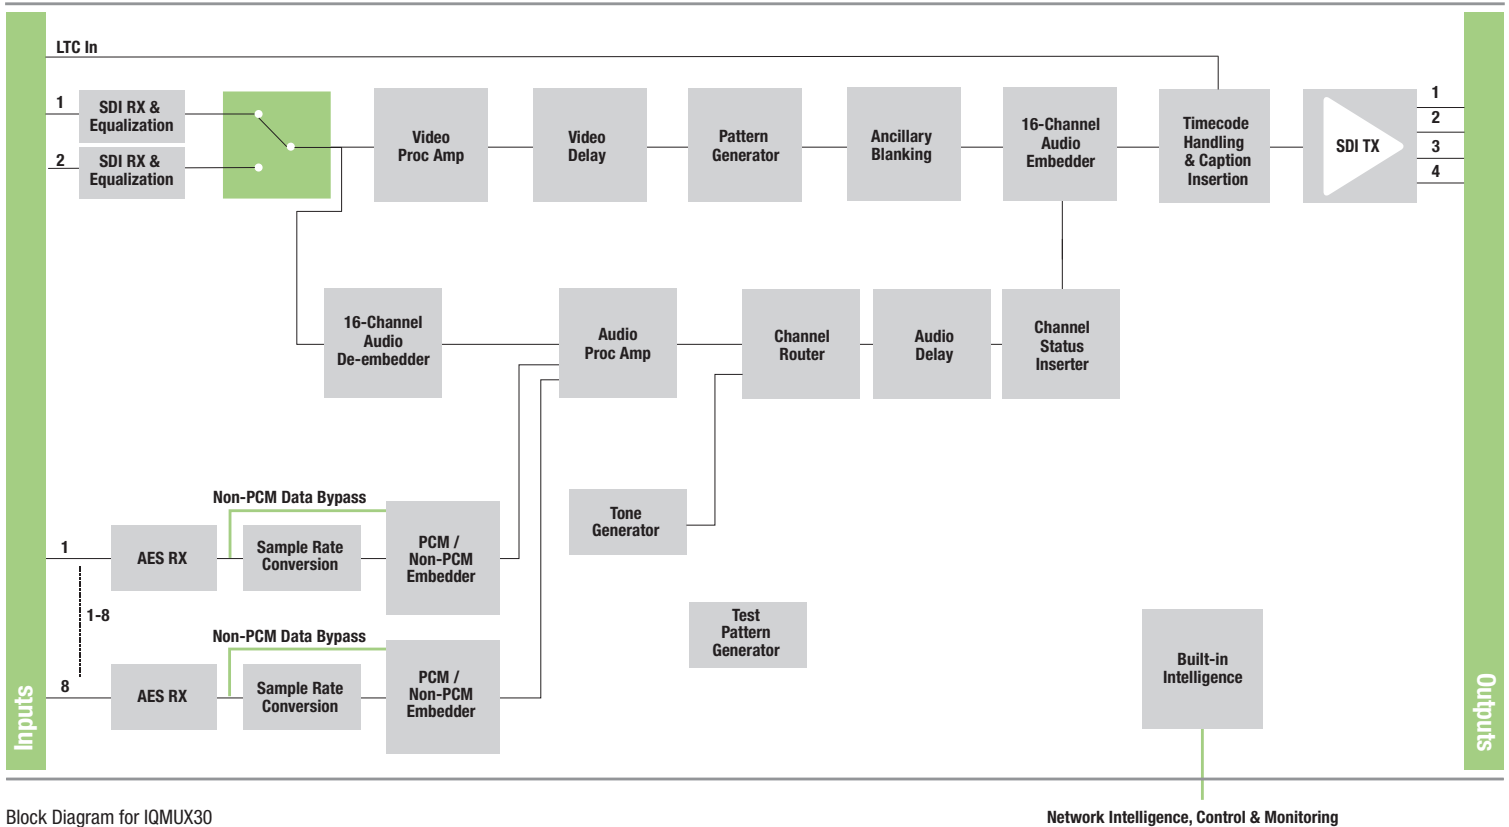 LTC In
1
SDI RX &
Equalization
2
SDI RX &
Equalization
Video
Proc Amp
Video
Delay
Pattern
Generator
Ancillary
Blanking
16-Channel
Audio
Embedder
Timecode
Handling
& Caption
Insertion
SDI TX
1
2
3
4
16-Channel
Audio
De-embedder
Audio
Proc Amp
Channel
Router
Audio
Delay
Channel
Status
Inserter
Non-PCM Data Bypass
1
AES RX
Sample Rate
Conversion
PCM /
Non-PCM
Embedder
Tone
Generator
1-8
Non-PCM Data Bypass
8
AES RX
Sample Rate
Conversion
PCM /
Non-PCM
Embedder
Test
Pattern
Generator
Built-in
Intelligence
Inputs
Outputs
Block Diagram for IQMUX30
Network Intelligence, Control & Monitoring